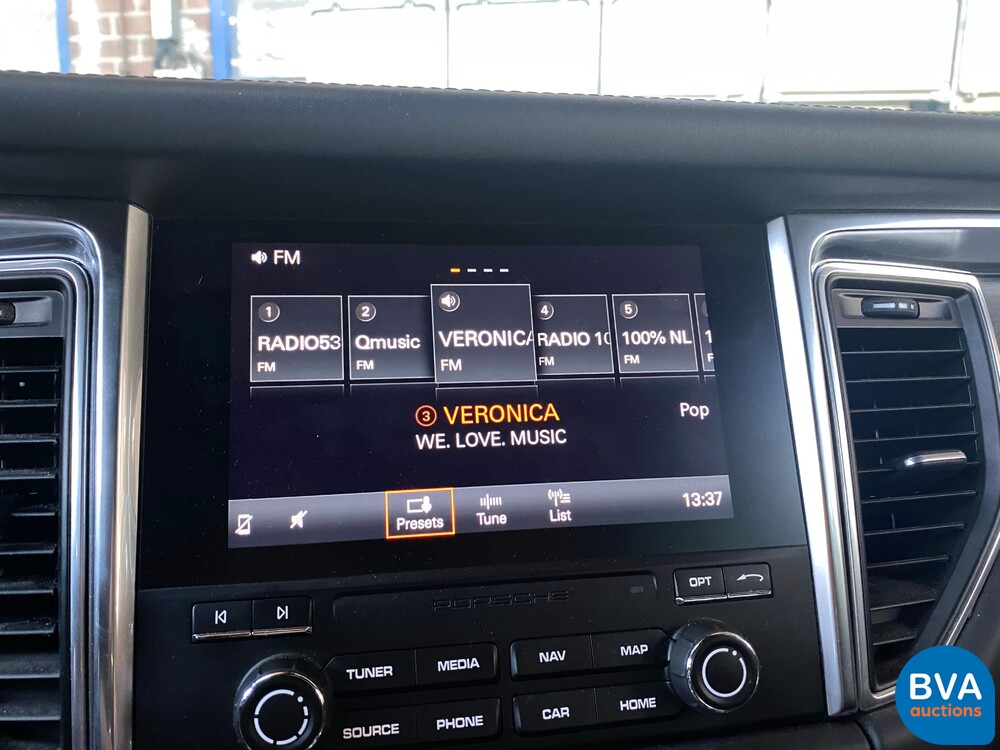 FM
1 2 4 5
RADIO53 Qmusic VERONICA RADIO 10 100% NL 1
FM FM FM FM FM F
3 VERONICA Pop
WE. LOVE. MUSIC
Presets Tune List 13:37
PORSCHE
OPT
TUNER MEDIA NAV MAP
SOURCE PHONE CAR HOME
BVA
auctions